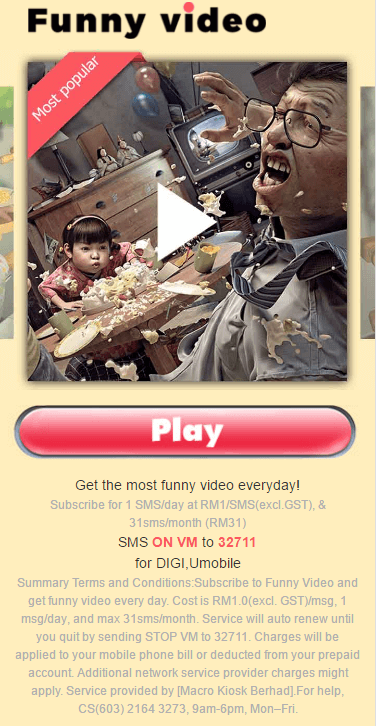 Funny video
Most popular
Play
Get the most funny video everyday!
Subscribe for 1 SMS/day at RM1/SMS(excl.GST), &
31sms/month (RM31)
SMS ON VM to 32711
for DIGI,Umobile
Summary Terms and Conditions:Subscribe to Funny Video and
get funny video every day. Cost is RM1.0(excl. GST)/msg, 1
msg/day, and max 31sms/month. Service will auto renew until
you quit by sending STOP VM to 32711. Charges will be
applied to your mobile phone bill or deducted from your prepaid
account. Additional network service provider charges might
apply. Service provided by [Macro Kiosk Berhad].For help,
CS(603) 2164 3273, 9am-6pm, Mon–Fri.